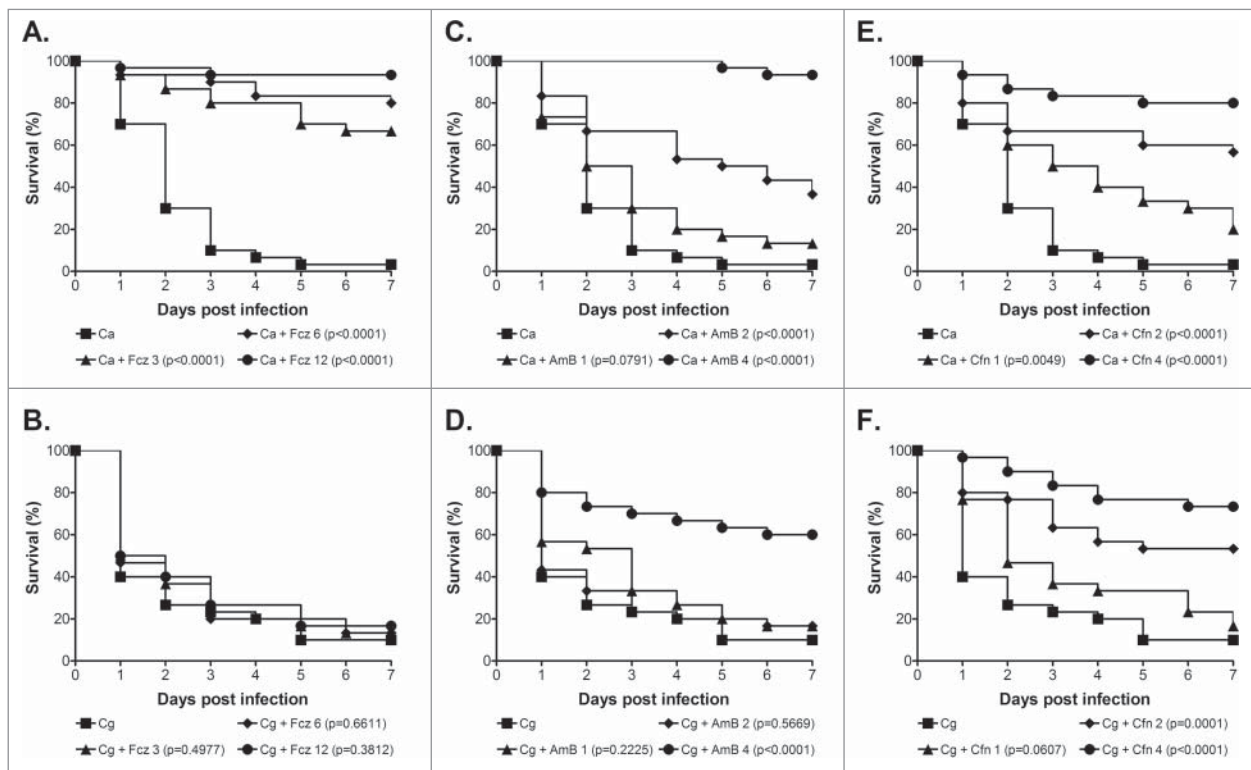 A.
Survival (%)
100
80
60
40
20
0
0 1 2 3 4 5 6 7
Days post infection
Ca
Ca + Fcz 6 (p<0.0001)
Ca + Fcz 3 (p<0.0001)
Ca + Fcz 12 (p<0.0001)
C.
Survival (%)
100
80
60
40
20
0
0 1 2 3 4 5 6 7
Days post infection
Ca
Ca + AmB 2 (p<0.0001)
Ca + AmB 1 (p=0.0791)
Ca + AmB 4 (p<0.0001)
E.
Survival (%)
100
80
60
40
20
0
0 1 2 3 4 5 6 7
Days post infection
Ca
Ca + Cfn 2 (p<0.0001)
Ca + Cfn 1 (p=0.0049)
Ca + Cfn 4 (p<0.0001)
B.
Survival (%)
100
80
60
40
20
0
0 1 2 3 4 5 6 7
Days post infection
Cg
Cg + Fcz 6 (p=0.6611)
Cg + Fcz 3 (p=0.4977)
Cg + Fcz 12 (p=0.3812)
D.
Survival (%)
100
80
60
40
20
0
0 1 2 3 4 5 6 7
Days post infection
Cg
Cg + AmB 2 (p=0.5669)
Cg + AmB 1 (p=0.2225)
Cg + AmB 4 (p<0.0001)
F.
Survival (%)
100
80
60
40
20
0
0 1 2 3 4 5 6 7
Days post infection
Cg
Cg + Cfn 2 (p=0.0001)
Cg + Cfn 1 (p=0.0607)
Cg + Cfn 4 (p<0.0001)